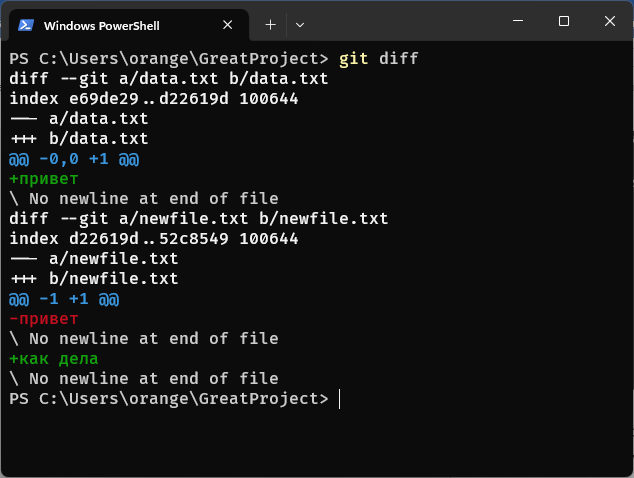 Windows PowerShell
PS C:\Users\orange\GreatProject> git diff
diff --git a/data.txt b/data.txt
index e69de29..d22619d 100644
--- a/data.txt
+++ b/data.txt
@@ -0,0 +1 @@
+привет
\ No newline at end of file
diff --git a/newfile.txt b/newfile.txt
index d22619d..52c8549 100644
--- a/newfile.txt
+++ b/newfile.txt
@@ -1 +1 @@
-привет
\ No newline at end of file
+как дела
\ No newline at end of file
PS C:\Users\orange\GreatProject>